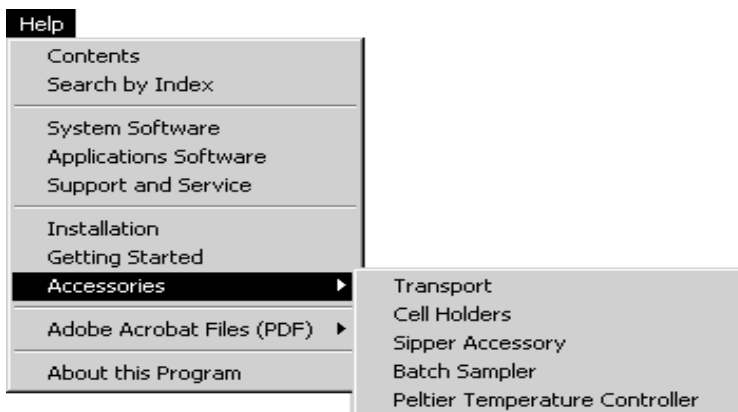 Help
Contents
Search by Index
System Software
Applications Software
Support and Service
Installation
Getting Started
Accessories
Adobe Acrobat Files (PDF)
About this Program
Transport
Cell Holders
Sipper Accessory
Batch Sampler
Peltier Temperature Controller